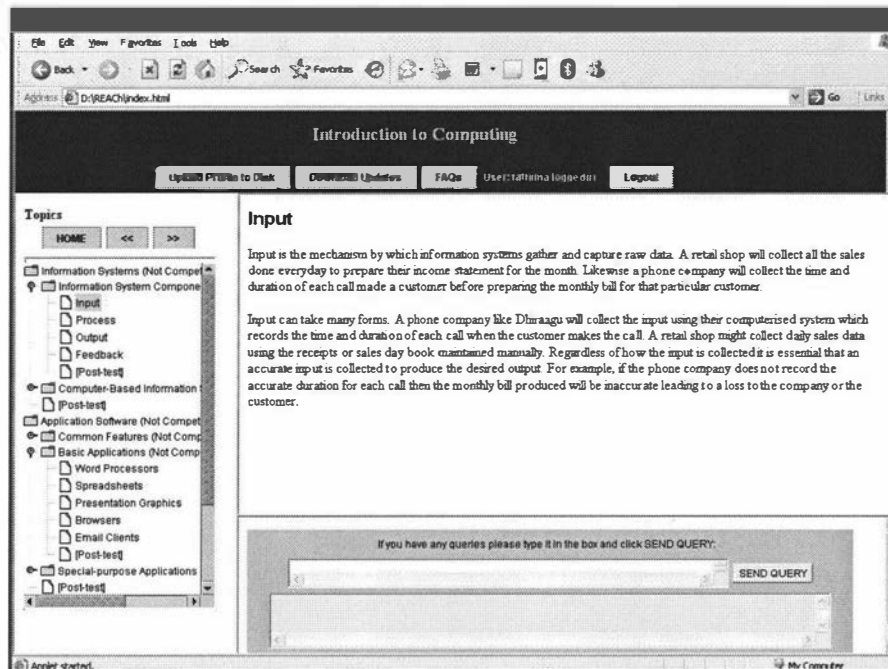 File Edit View Favorites Tools Help
Back Search Favorites
Address D:\REACh\index.html Go Links
Introduction to Computing
Upload Profile to Disk Download Updates FAQs User: fathima logged in Logout
Topics
HOME << >>
Information Systems (Not Compet
Information System Compone
Input
Process
Output
Feedback
[Post-test]
Computer-Based Information
[Post-test]
Application Software (Not Compet
Common Features (Not Comp
Basic Applications (Not Comp
Word Processors
Spreadsheets
Presentation Graphics
Browsers
Email Clients
[Post-test]
Special-purpose Applications
[Post-test]
Input
Input is the mechanism by which information systems gather and capture raw data. A retail shop will collect all the sales
done everyday to prepare their income statement for the month. Likewise a phone company will collect the time and
duration of each call made a customer before preparing the monthly bill for that particular customer.
Input can take many forms. A phone company like Dhiraagu will collect the input using their computerised system which
records the time and duration of each call when the customer makes the call. A retail shop might collect daily sales data
using the receipts or sales day book maintained manually. Regardless of how the input is collected it is essential that an
accurate input is collected to produce the desired output. For example, if the phone company does not record the
accurate duration for each call then the monthly bill produced will be inaccurate leading to a loss to the company or the
customer.
If you have any queries please type it in the box and click SEND QUERY:
SEND QUERY
Applet started. My Computer